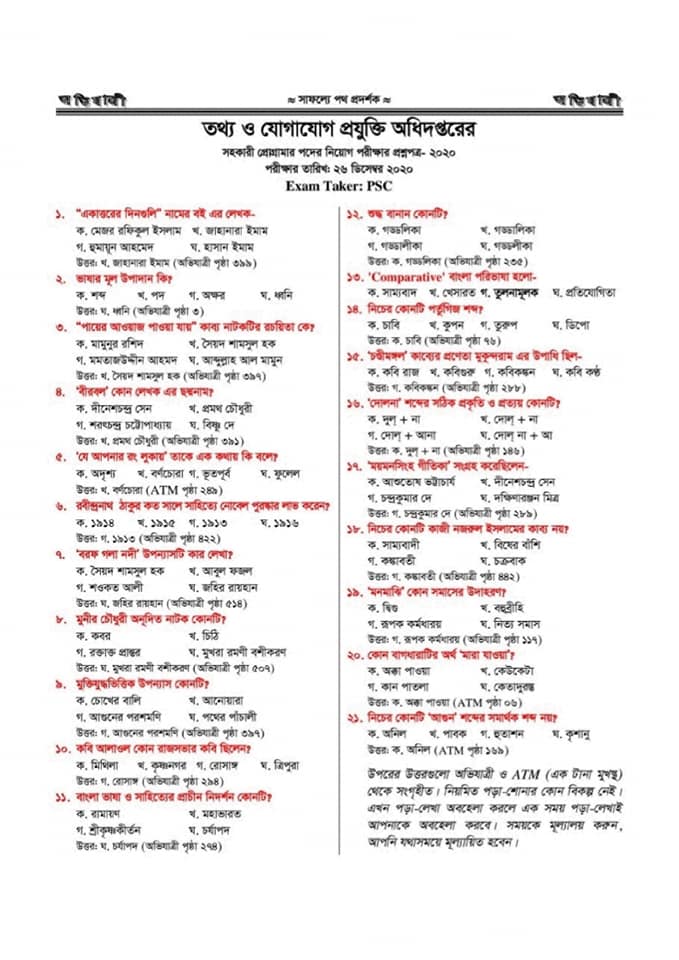 অভিযাত্রী
≈ সাফল্যে পথ প্রদর্শক ≈
অভিযাত্রী
তথ্য ও যোগাযোগ প্রযুক্তি অধিদপ্তরের
সহকারী প্রোগ্রামার পদের নিয়োগ পরীক্ষার প্রশ্নপত্র- ২০২০
পরীক্ষার তারিখ: ২৬ ডিসেম্বর ২০২০
Exam Taker: PSC
১. “একাত্তরের দিনগুলি” নামের বই এর লেখক-
ক. মেজর রফিকুল ইসলাম খ. জাহানারা ইমাম
গ. হুমায়ূন আহমেদ ঘ. হাসান ইমাম
উত্তর: খ. জাহানারা ইমাম (অভিযাত্রী পৃষ্ঠা ৩৯৯)
২. ভাষার মূল উপাদান কি?
ক. শব্দ খ. পদ গ. অক্ষর ঘ. ধ্বনি
উত্তর: ঘ. ধ্বনি (অভিযাত্রী পৃষ্ঠা ৩)
৩. “পায়ের আওয়াজ পাওয়া যায়” কাব্য নাটকটির রচয়িতা কে?
ক. মামুনুর রশিদ খ. সৈয়দ শামসুল হক
গ. মমতাজউদ্দীন আহমদ ঘ. আব্দুল্লাহ আল মামুন
উত্তর: খ. সৈয়দ শামসুল হক (অভিযাত্রী পৃষ্ঠা ৩৯৭)
৪. ‘বীরবল’ কোন লেখক এর ছদ্মনাম?
ক. দীনেশচন্দ্র সেন খ. প্রমথ চৌধুরী
গ. শরৎচন্দ্র চট্টোপাধ্যায় ঘ. বিষ্ণু দে
উত্তর: খ. প্রমথ চৌধুরী (অভিযাত্রী পৃষ্ঠা ৩৯১)
৫. ‘যে আপনার রং লুকায়’ তাকে এক কথায় কি বলে?
ক. অদৃশ্য খ. বর্ণচোরা গ. ভূতপূর্ব ঘ. ফুলেল
উত্তর: খ. বর্ণচোরা (ATM পৃষ্ঠা ২৪৯)
৬. রবীন্দ্রনাথ ঠাকুর কত সালে সাহিত্যে নোবেল পুরস্কার লাভ করেন?
ক. ১৯১৪ খ. ১৯১৫ গ. ১৯১৩ ঘ. ১৯১৬
উত্তর: গ. ১৯১৩ (অভিযাত্রী পৃষ্ঠা ৪২২)
৭. ‘বরফ গলা নদী’ উপন্যাসটি কার লেখা?
ক. সৈয়দ শামসুল হক খ. আবুল ফজল
গ. শওকত আলী ঘ. জহির রায়হান
উত্তর: ঘ. জহির রায়হান (অভিযাত্রী পৃষ্ঠা ৫১৪)
৮. মুনীর চৌধুরী অনূদিত নাটক কোনটি?
ক. কবর খ. চিঠি
গ. রক্তাক্ত প্রান্তর ঘ. মুখরা রমণী বশীকরণ
উত্তর: ঘ. মুখরা রমণী বশীকরণ (অভিযাত্রী পৃষ্ঠা ৫০৭)
৯. মুক্তিযুদ্ধভিত্তিক উপন্যাস কোনটি?
ক. চোখের বালি খ. আনোয়ারা
গ. আগুনের পরশমণি ঘ. পথের পাঁচালী
উত্তর: গ. আগুনের পরশমণি (অভিযাত্রী পৃষ্ঠা ৩৯৭)
১০. কবি আলাওল কোন রাজসভার কবি ছিলেন?
ক. মিথিলা খ. কৃষ্ণনগর গ. রোসাঙ্গ ঘ. ত্রিপুরা
উত্তর: গ. রোসাঙ্গ (অভিযাত্রী পৃষ্ঠা ২৯৪)
১১. বাংলা ভাষা ও সাহিত্যের প্রাচীন নিদর্শন কোনটি?
ক. রামায়ণ খ. মহাভারত
গ. শ্রীকৃষ্ণকীর্তন ঘ. চর্যাপদ
উত্তর: ঘ. চর্যাপদ (অভিযাত্রী পৃষ্ঠা ২৭৪)
১২. শুদ্ধ বানান কোনটি?
ক. গড্ডলিকা খ. গড্ডালিকা
গ. গড্ডালীকা ঘ. গড্ডলীকা
উত্তর: ক. গড্ডলিকা (অভিযাত্রী পৃষ্ঠা ২৩৫)
১৩. 'Comparative' বাংলা পরিভাষা হলো-
ক. সাম্যবাদ খ. খেসারত গ. তুলনামূলক ঘ. প্রতিযোগিতা
১৪. নিচের কোনটি পর্তুগিজ শব্দ?
ক. চাবি খ. কুপন গ. তুরুপ ঘ. ডিপো
উত্তর: ক. চাবি (অভিযাত্রী পৃষ্ঠা ৭৬)
১৫. ‘চন্ডীমঙ্গল’ কাব্যের প্রণেতা মুকুন্দরাম এর উপাধি ছিল-
ক. কবি রাজ খ. কবিগুরু গ. কবিকঙ্কন ঘ. কবি কণ্ঠ
উত্তর: গ. কবিকঙ্কন (অভিযাত্রী পৃষ্ঠা ২৮৮)
১৬. ‘দোলনা’ শব্দের সঠিক প্রকৃতি ও প্রত্যয় কোনটি?
ক. দুল্ + না খ. দোল্ + না
গ. দোল্ + আনা ঘ. দোল্ না + আ
উত্তর: ক. দুল্ + না (অভিযাত্রী পৃষ্ঠা ১৪৬)
১৭. ‘ময়মনসিংহ গীতিকা’ সংগ্রহ করেছিলেন-
ক. আশুতোষ ভট্টাচার্য খ. দীনেশচন্দ্র সেন
গ. চন্দ্রকুমার দে ঘ. দক্ষিণারঞ্জন মিত্র
উত্তর: গ. চন্দ্রকুমার দে (অভিযাত্রী পৃষ্ঠা ২৮৯)
১৮. নিচের কোনটি কাজী নজরুল ইসলামের কাব্য নয়?
ক. সাম্যবাদী খ. বিষের বাঁশি
গ. কঙ্কাবতী ঘ. চক্রবাক
উত্তর: গ. কঙ্কাবতী (অভিযাত্রী পৃষ্ঠা ৪৪২)
১৯. ‘মনমাঝি’ কোন সমাসের উদাহরণ?
ক. দ্বিগু খ. বহুব্রীহি
গ. রূপক কর্মধারয় ঘ. নিত্য সমাস
উত্তর: গ. রূপক কর্মধারয় (অভিযাত্রী পৃষ্ঠা ১১৭)
২০. কোন বাগধারাটির অর্থ ‘মারা যাওয়া’?
ক. অক্কা পাওয়া খ. কেউকেটা
গ. কান পাতলা ঘ. কেতাদুরস্ত
উত্তর: ক. অক্কা পাওয়া (ATM পৃষ্ঠা ০৬)
২১. নিচের কোনটি ‘আগুন’ শব্দের সমার্থক শব্দ নয়?
ক. অনিল খ. পাবক গ. হুতাশন ঘ. কৃশানু
উত্তর: ক. অনিল (ATM পৃষ্ঠা ১৬৯)
উপরের উত্তরগুলো অভিযাত্রী ও ATM (এক টানা মুখস্থ)
থেকে সংগৃহীত। নিয়মিত পড়া-শোনার কোন বিকল্প নেই।
এখন পড়া-লেখা অবহেলা করলে এক সময় পড়া-লেখাই
আপনাকে অবহেলা করবে। সময়কে মূল্যালয় করুন,
আপনি যথাসময়ে মূল্যায়িত হবেন।